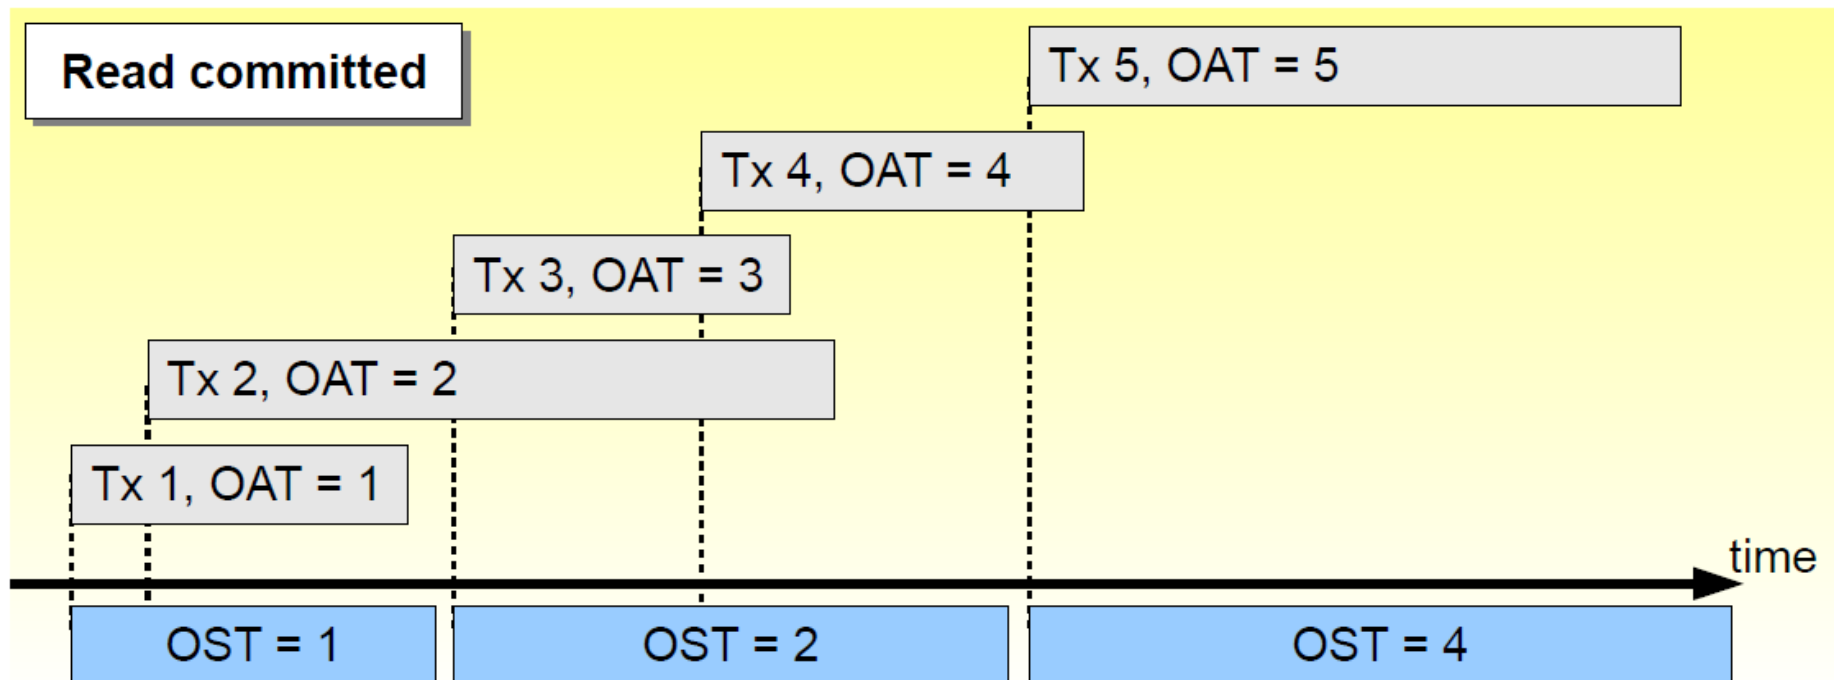 Read committed
Tx 5, OAT = 5
Tx 4, OAT = 4
Tx 3, OAT = 3
Tx 2, OAT = 2
Tx 1, OAT = 1
time
OST = 1
OST = 2
OST = 4